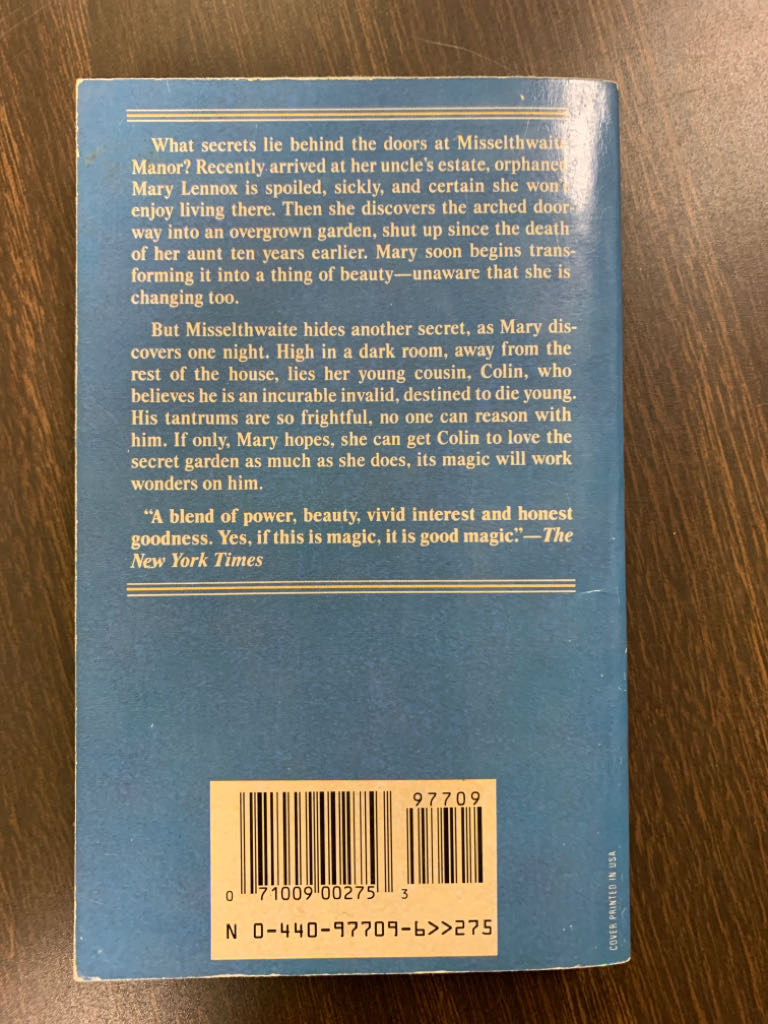 What secrets lie behind the doors at Misselthwaite
Manor? Recently arrived at her uncle's estate, orphaned
Mary Lennox is spoiled, sickly, and certain she won't
enjoy living there. Then she discovers the arched door-
way into an overgrown garden, shut up since the death
of her aunt ten years earlier. Mary soon begins trans-
forming it into a thing of beauty—unaware that she is
changing too.
But Misselthwaite hides another secret, as Mary dis-
covers one night. High in a dark room, away from the
rest of the house, lies her young cousin, Colin, who
believes he is an incurable invalid, destined to die young.
His tantrums are so frightful, no one can reason with
him. If only, Mary hopes, she can get Colin to love the
secret garden as much as she does, its magic will work
wonders on him.
“A blend of power, beauty, vivid interest and honest
goodness. Yes, if this is magic, it is good magic.”—The
New York Times
97709
0 71009 00275 3
N 0-440-97709-6>>275
COVER PRINTED IN USA